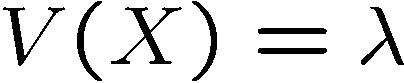 V(X) = λ